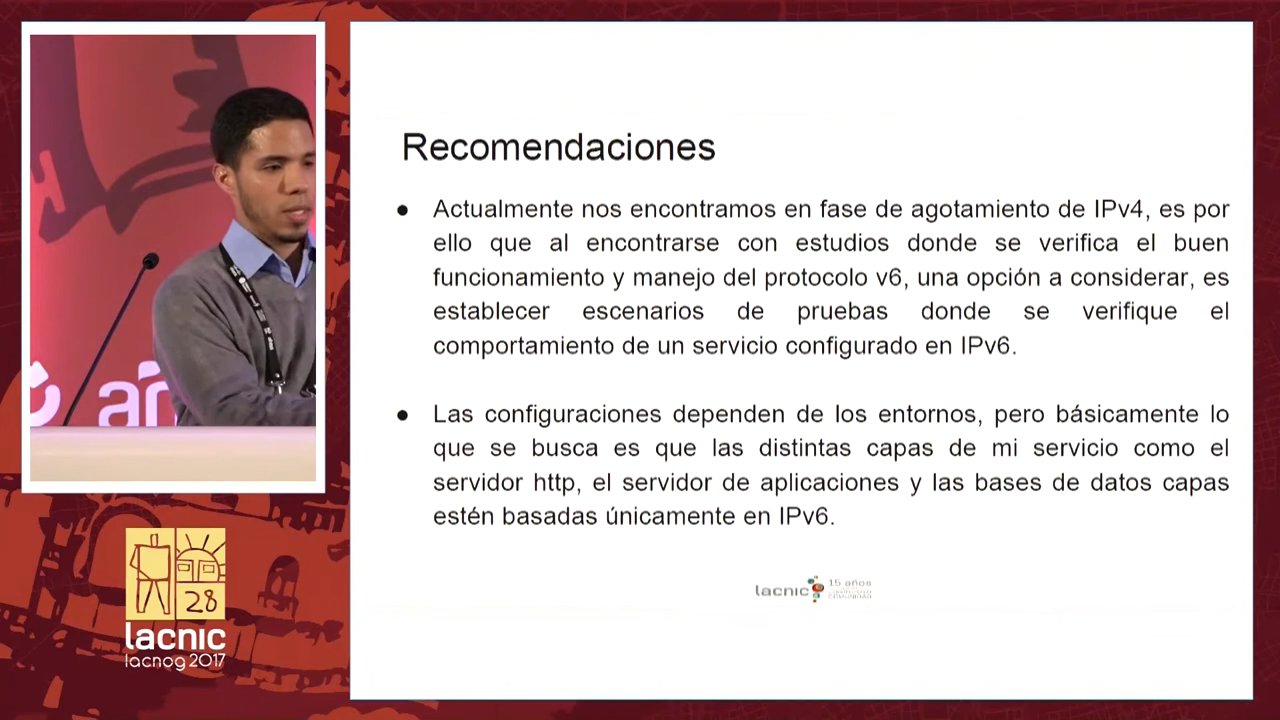 Recomendaciones
● Actualmente nos encontramos en fase de agotamiento de IPv4, es por
ello que al encontrarse con estudios donde se verifica el buen
funcionamiento y manejo del protocolo v6, una opción a considerar, es
establecer escenarios de pruebas donde se verifique el
comportamiento de un servicio configurado en IPv6.
● Las configuraciones dependen de los entornos, pero básicamente lo
que se busca es que las distintas capas de mi servicio como el
servidor http, el servidor de aplicaciones y las bases de datos capas
estén basadas únicamente en IPv6.
lacnic 15 años
COMUNIDAD
añ
28
lacnic
lacnog 2017